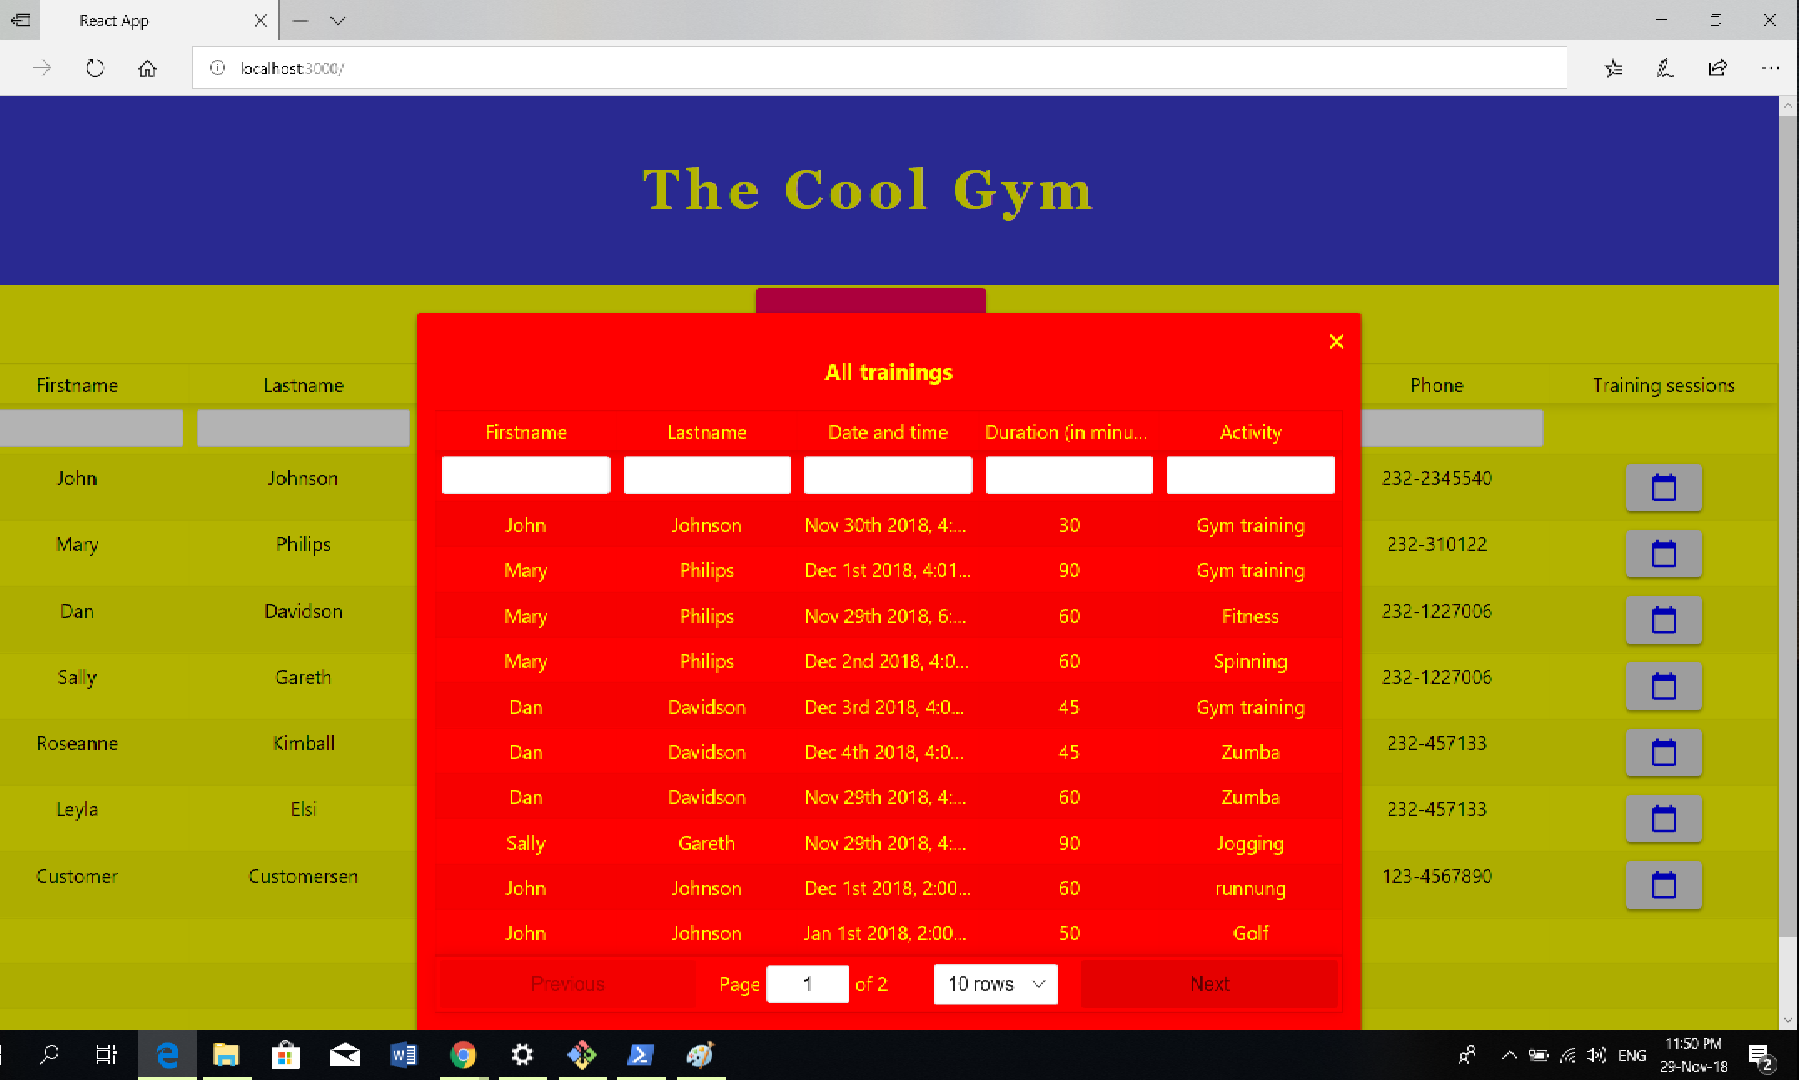 React App
localhost:3000/
The Cool Gym
Firstname Lastname Phone Training sessions
John Johnson 232-2345540
Mary Philips 232-310122
Dan Davidson 232-1227006
Sally Gareth 232-1227006
Roseanne Kimball 232-457133
Leyla Elsi 232-457133
Customer Customersen 123-4567890
All trainings
Firstname Lastname Date and time Duration (in minu... Activity
John Johnson Nov 30th 2018, 4:... 30 Gym training
Mary Philips Dec 1st 2018, 4:01... 90 Gym training
Mary Philips Nov 29th 2018, 6:... 60 Fitness
Mary Philips Dec 2nd 2018, 4:0... 60 Spinning
Dan Davidson Dec 3rd 2018, 4:0... 45 Gym training
Dan Davidson Dec 4th 2018, 4:0... 45 Zumba
Dan Davidson Nov 29th 2018, 4:... 60 Zumba
Sally Gareth Nov 29th 2018, 4:... 90 Jogging
John Johnson Dec 1st 2018, 2:00... 60 runnung
John Johnson Jan 1st 2018, 2:00... 50 Golf
Previous Page 1 of 2 10 rows Next
ENG
11:50 PM
29-Nov-18
2